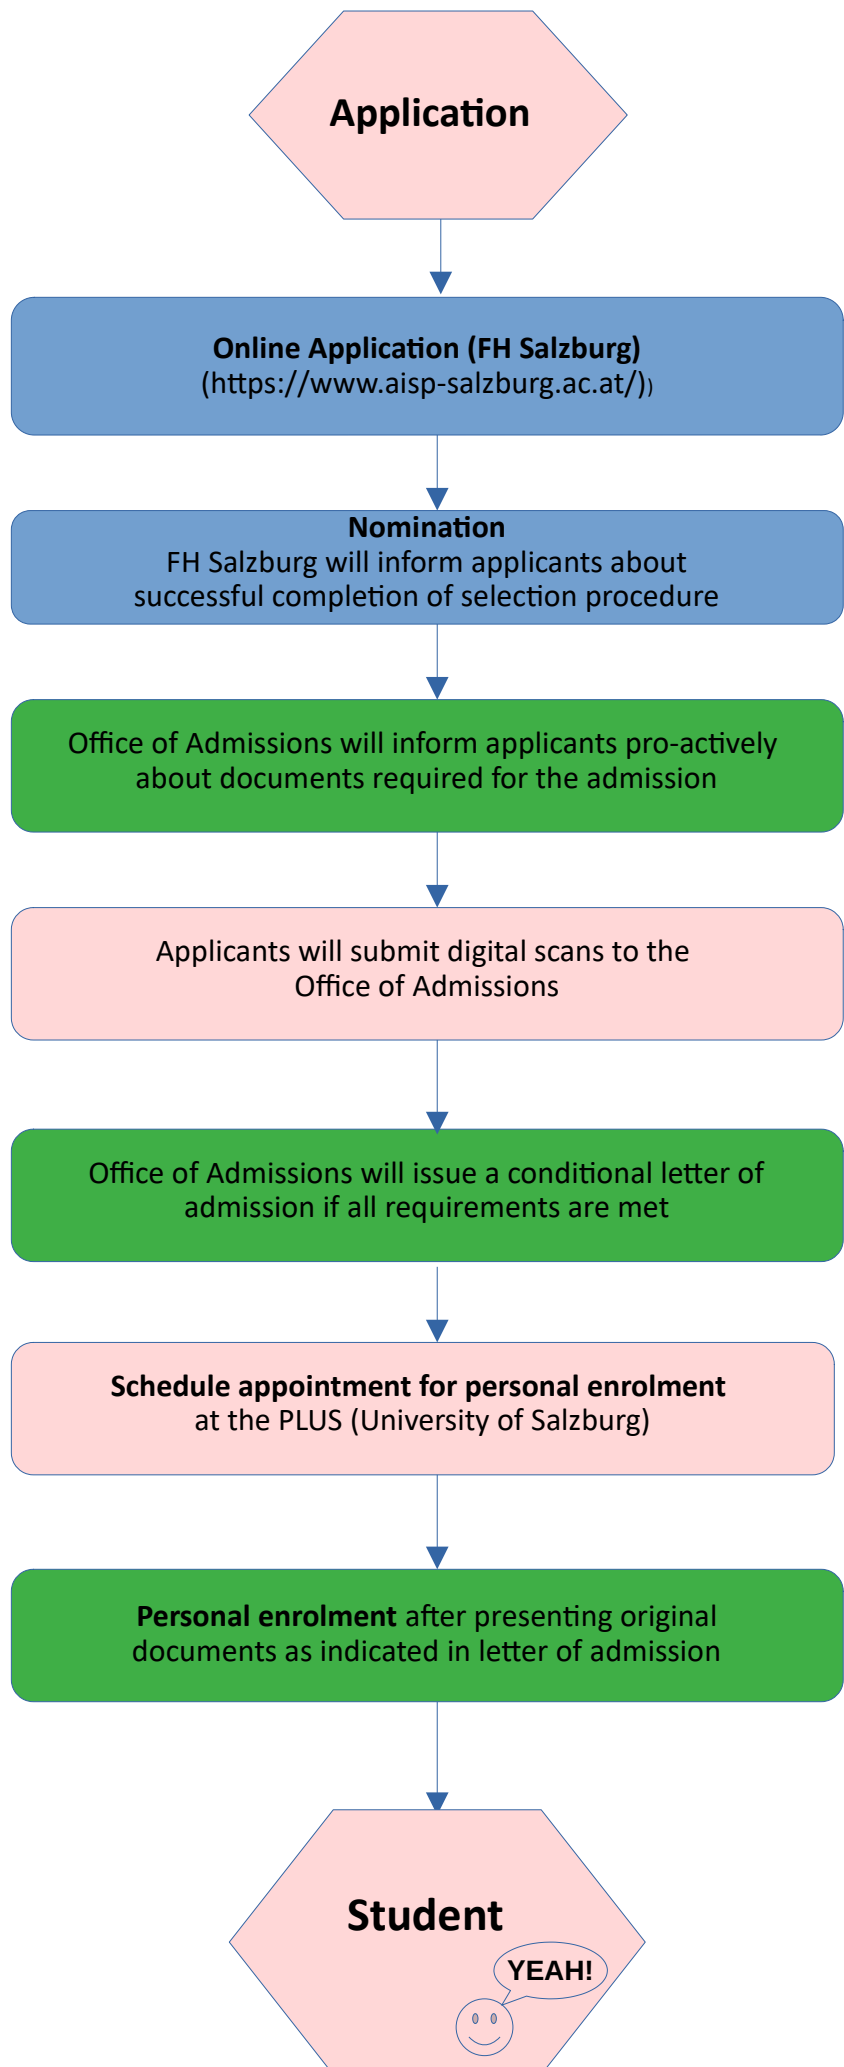 Application
Online Application (FH Salzburg)
(https://www.aisp-salzburg.ac.at/))
Nomination
FH Salzburg will inform applicants about
successful completion of selection procedure
Office of Admissions will inform applicants pro-actively
about documents required for the admission
Applicants will submit digital scans to the
Office of Admissions
Office of Admissions will issue a conditional letter of
admission if all requirements are met
Schedule appointment for personal enrolment
at the PLUS (University of Salzburg)
Personal enrolment after presenting original
documents as indicated in letter of admission
Student
YEAH!